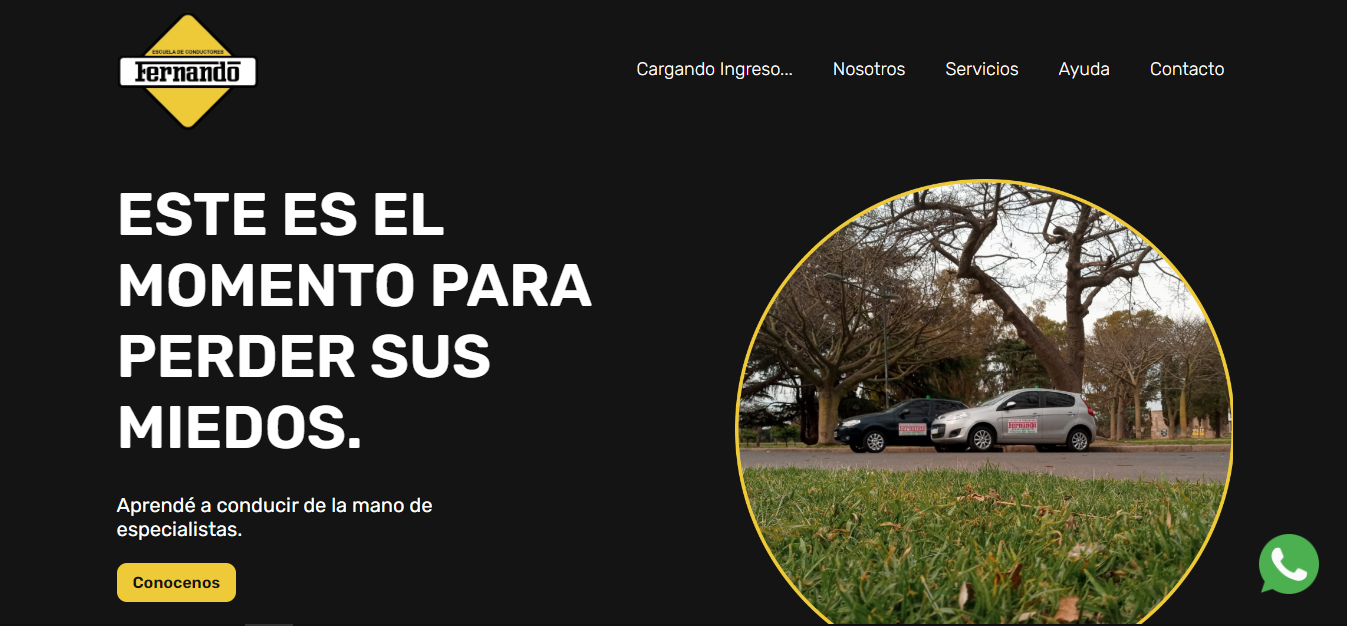 ESCUELA DE CONDUCTORES
Fernando
Cargando Ingreso... Nosotros Servicios Ayuda Contacto
ESTE ES EL
MOMENTO PARA
PERDER SUS
MIEDOS.
Aprendé a conducir de la mano de
especialistas.
Conocenos
Fernando